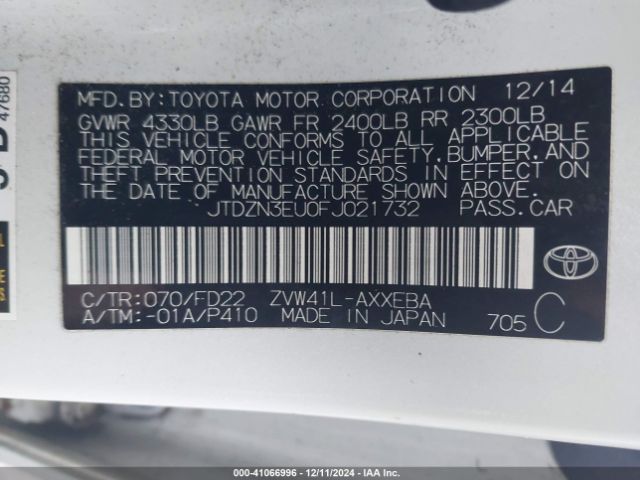 MFD.BY:TOYOTA MOTOR CORPORATION 12/14
GVWR 4330LB GAWR FR 2400LB RR 2300LB
THIS VEHICLE CONFORMS TO ALL APPLICABLE
FEDERAL MOTOR VEHICLE SAFETY,BUMPER,AND
THEFT PREVENTION STANDARDS IN EFFECT ON
THE DATE OF MANUFACTURE SHOWN ABOVE.
JTDZN3EU0FJ021732 PASS.CAR
C/TR:070/FD22 ZVW41L-AXXEBA
A/TM:-01A/P410 MADE IN JAPAN 705 C
TOYOTA
47680
000-41066996 - 12/11/2024 - IAA, Inc.